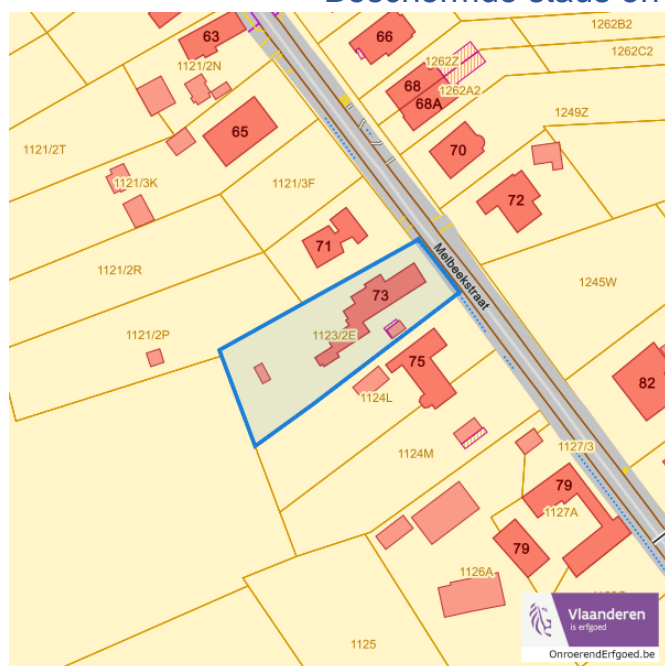 63
66
1262B2
1262Z
1262C2
1121/2N
68
1262A2
68A
1249Z
65
70
1121/2T
1121/3K
1121/3F
72
71
Melbeekstraat
1121/2R
1245W
73
1121/2P
1123/2E
75
82
1124L
1124M
1127/3
79
1127A
79
1126A
1125
Vlaanderen
is erfgoed
OnroerendErfgoed.be